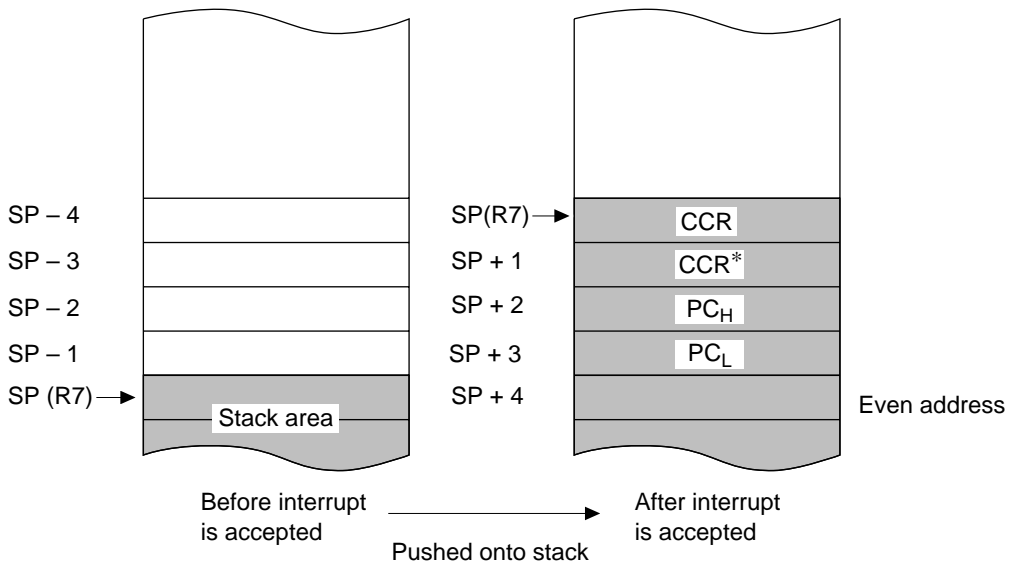 SP – 4
SP – 3
SP – 2
SP – 1
SP (R7)
Stack area
SP(R7)
SP + 1
SP + 2
SP + 3
SP + 4
CCR
CCR*
PCH
PCL
Even address
Before interrupt
is accepted
Pushed onto stack
After interrupt
is accepted